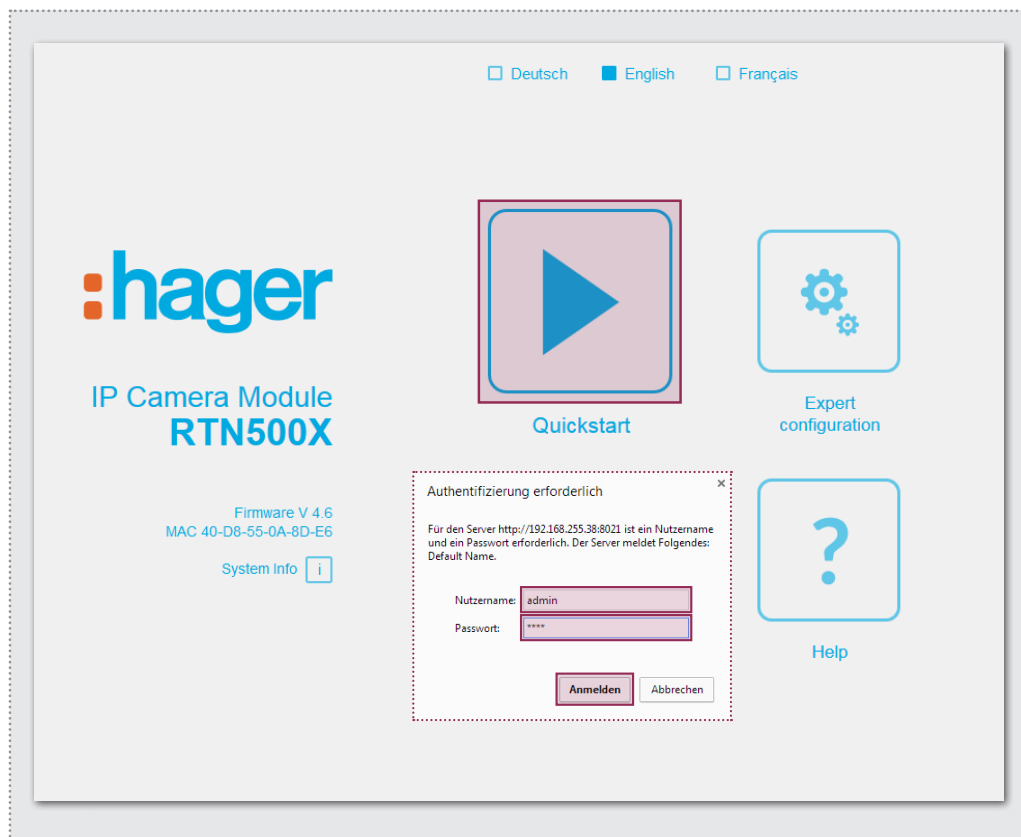 Deutsch English Français
:hager
IP Camera Module
RTN500X
Firmware V 4.6
MAC 40-D8-55-0A-8D-E6
System Info i
Quickstart
Expert
configuration
Authentifizierung erforderlich ×
Für den Server http://192.168.255.38:8021 ist ein Nutzername
und ein Passwort erforderlich. Der Server meldet Folgendes:
Default Name.
Nutzername: admin
Passwort: ****
Anmelden Abbrechen
?
Help